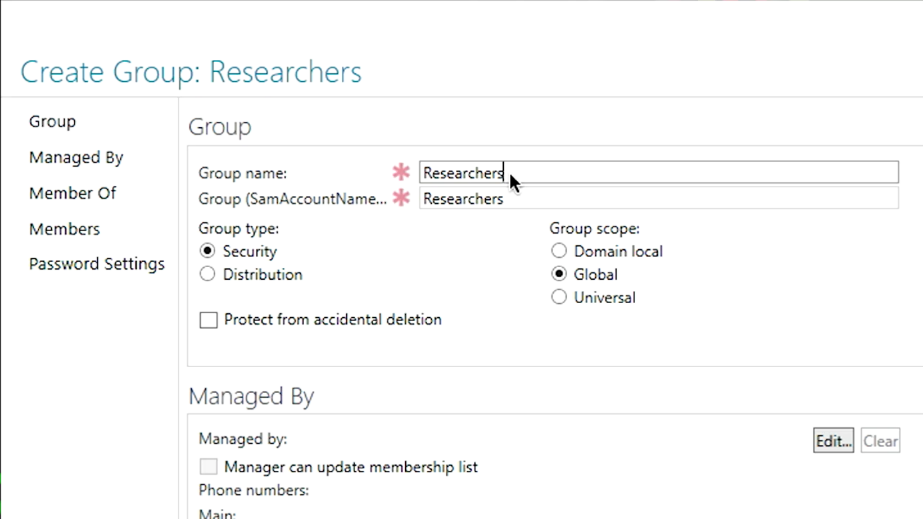 Create Group: Researchers
Group
Managed By
Member Of
Members
Password Settings
Group
Group name: * Researchers
Group (SamAccountName... * Researchers
Group type: Group scope:
Security Domain local
Distribution Global
Universal
Protect from accidental deletion
Managed By
Managed by: Edit... Clear
Manager can update membership list
Phone numbers:
Main: